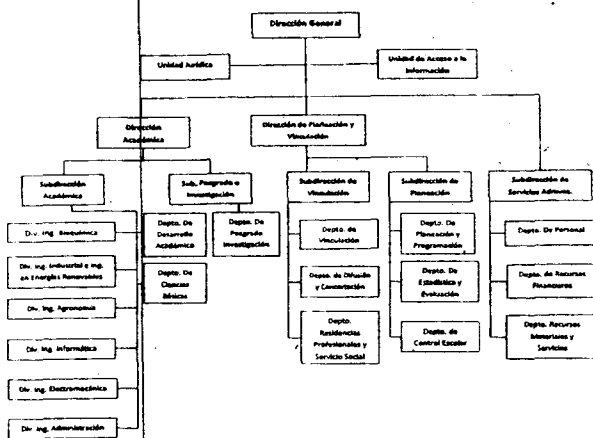 Dirección General
Unidad Jurídica
Unidad de Acceso a la
Información
Dirección
Académica
Dirección de Planeación y
Vinculación
Subdirección
Académica
Sub. Posgrado e
Investigación
Subdirección de
Vinculación
Subdirección de
Planeación
Subdirección de
Servicios Admvos.
Div. Ing. Bioquímica
Div. Ing. Industrial e Ing.
en Energías Renovables
Div. Ing. Agronomía
Div. Ing. Informática
Div. Ing. Electromecánica
Div. Ing. Administración
Depto. De
Desarrollo
Académico
Depto. De
Ciencias
Básicas
Depto. De
Posgrado
Investigación
Depto. de
Vinculación
Depto. de Difusión
y Concertación
Depto.
Residencias
Profesionales y
Servicio Social
Depto. De
Planeación y
Programación
Depto. De
Estadística y
Evaluación
Depto. de
Control Escolar
Depto. De Personal
Depto. de Recursos
Financieros
Depto. Recursos
Materiales y
Servicios